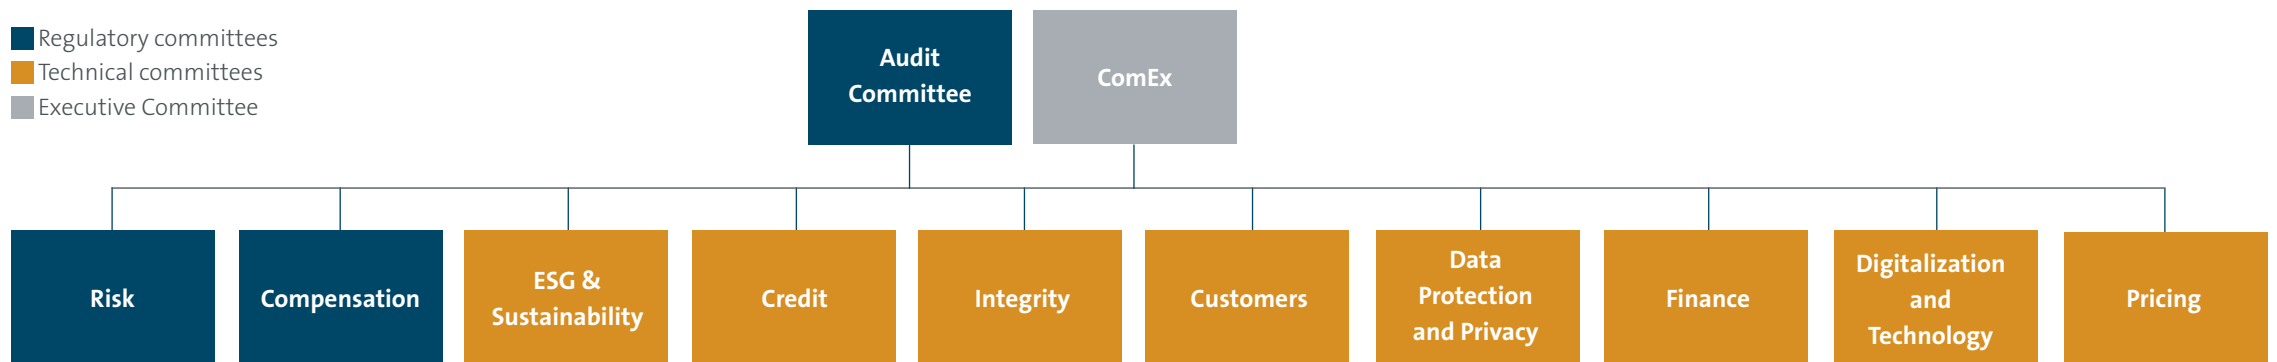 Regulatory committees
Technical committees
Executive Committee
Audit
Committee
ComEx
Risk
Compensation
ESG &
Sustainability
Credit
Integrity
Customers
Data
Protection
and Privacy
Finance
Digitalization
and
Technology
Pricing